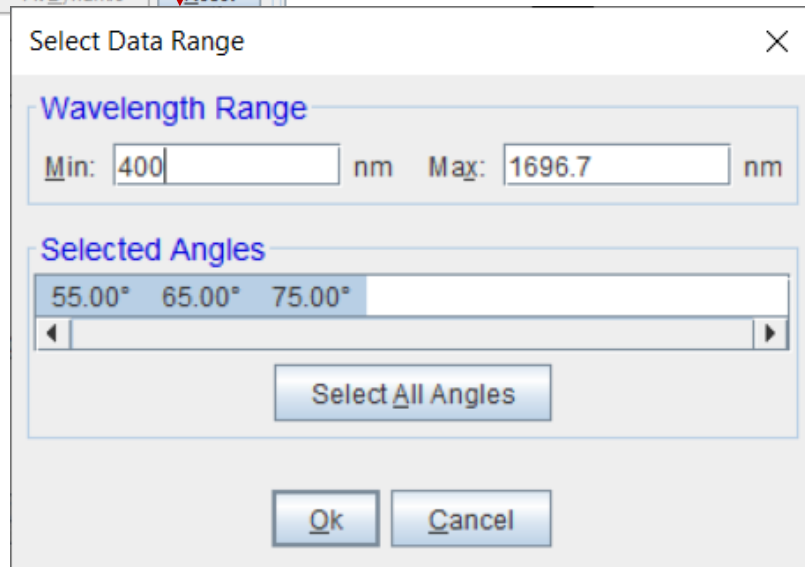 Select Data Range
Wavelength Range
Min: 400 nm Max: 1696.7 nm
Selected Angles
55.00° 65.00° 75.00°
Select All Angles
Ok Cancel